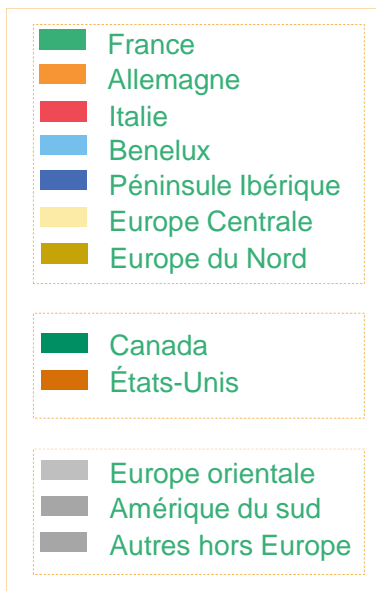 France
Allemagne
Italie
Benelux
Péninsule Ibérique
Europe Centrale
Europe du Nord
Canada
États-Unis
Europe orientale
Amérique du sud
Autres hors Europe